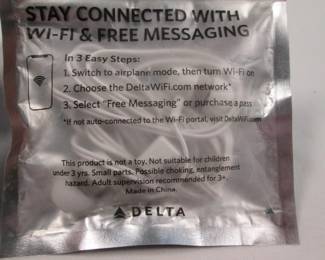 STAY CONNECTED WITH
WI-FI & FREE MESSAGING
In 3 Easy Steps:
1. Switch to airplane mode, then turn Wi-Fi on
2. Choose the DeltaWiFi.com network*
3. Select "Free Messaging" or purchase a pass
*If not auto-connected to the Wi-Fi portal, visit DeltaWiFi.com
This product is not a toy. Not suitable for children
under 3 yrs. Small parts. Possible choking, entanglement
hazard. Adult supervision recommended for 3+.
Made in China.
DELTA